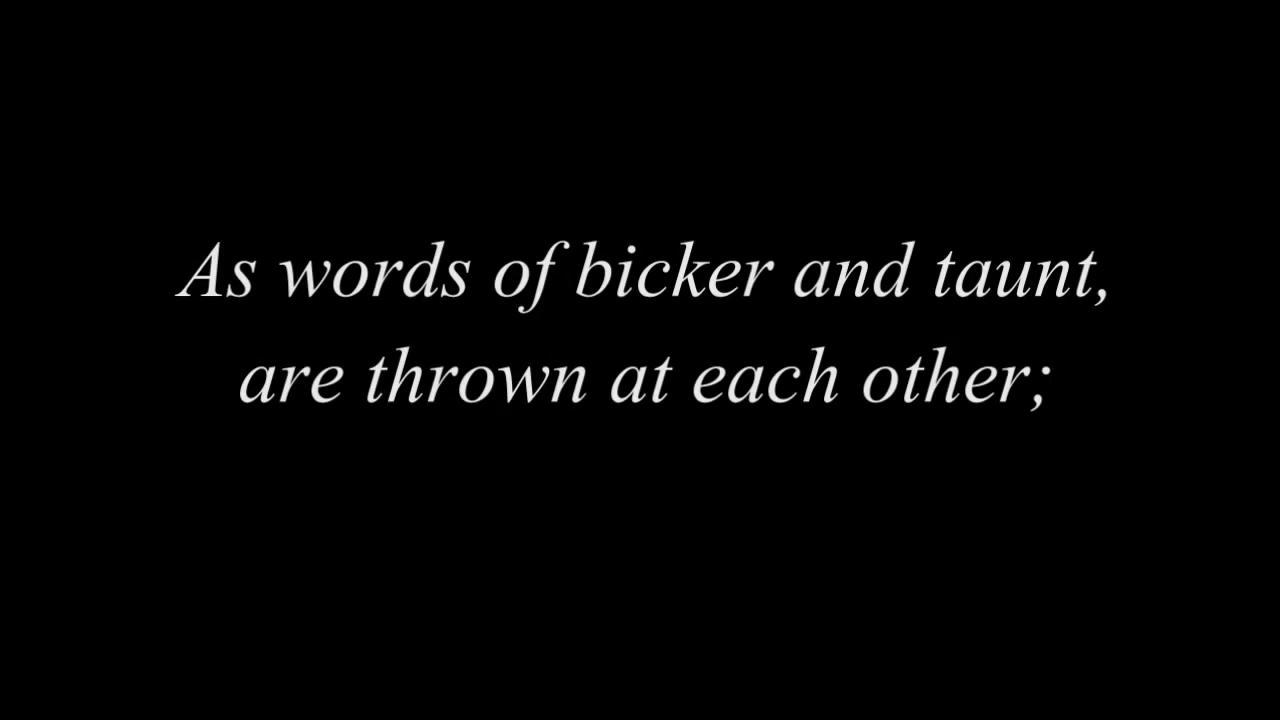 As words of bicker and taunt,
are thrown at each other;